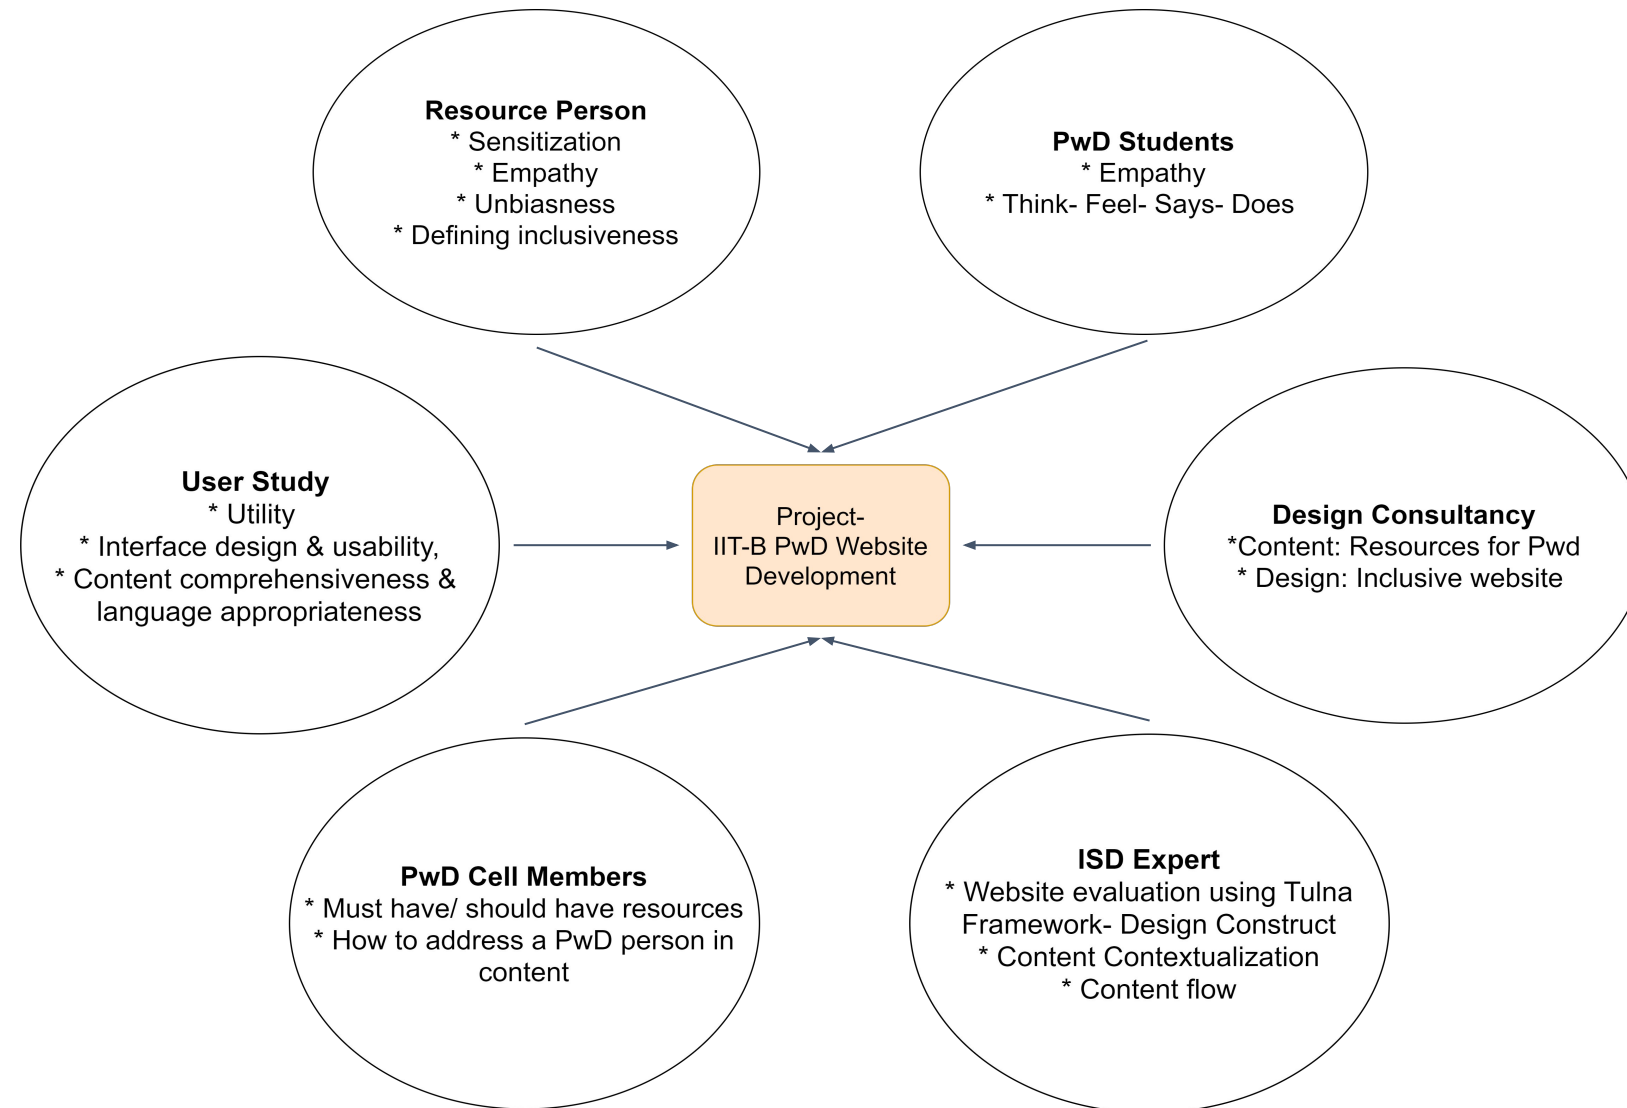 Resource Person
* Sensitization
* Empathy
* Unbiasness
* Defining inclusiveness
PwD Students
* Empathy
* Think- Feel- Says- Does
User Study
* Utility
* Interface design & usability,
* Content comprehensiveness &
language appropriateness
Project-
IIT-B PwD Website
Development
Design Consultancy
*Content: Resources for Pwd
* Design: Inclusive website
PwD Cell Members
* Must have/ should have resources
* How to address a PwD person in
content
ISD Expert
* Website evaluation using Tulna
Framework- Design Construct
* Content Contextualization
* Content flow